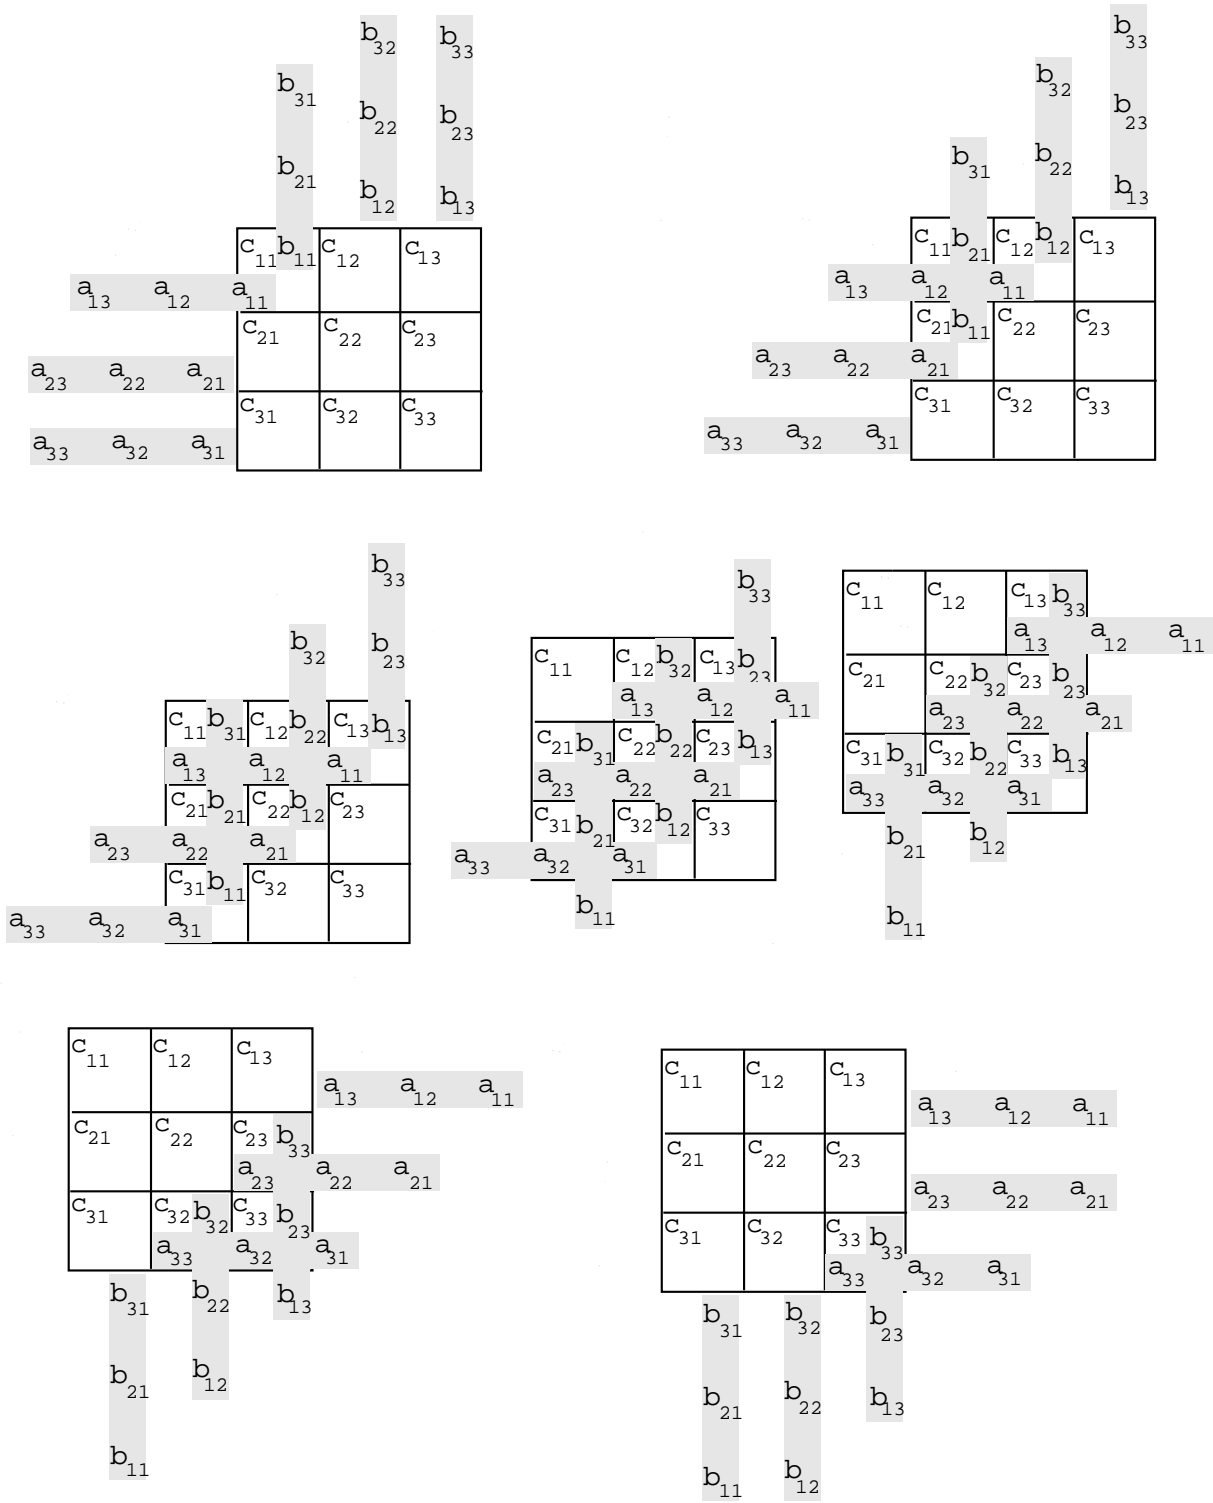 b32 b33
b31
b22 b23
b21
b12 b13
c11 b11 c12 c13
a13 a12 a11
c21 c22 c23
a23 a22 a21
c31 c32 c33
a33 a32 a31
b33
b32
b23
b31 b22
b13
c11 b21 c12 b12 c13
a13 a12 a11
c21 b11 c22 c23
a23 a22 a21
c31 c32 c33
a33 a32 a31
b33
b32 b23
c11 b31 c12 b22 c13 b13
a13 a12 a11
c21 b21 c22 b12 c23
a23 a22 a21
c31 b11 c32 c33
a33 a32 a31
b33
c11 c12 b32 c13 b23
a13 a12 a11
c21 b31 c22 b22 c23 b13
a23 a22 a21
c31 b21 c32 b12 c33
a33 a32 a31
b11
c11 c12 c13 b33
a13 a12 a11
c21 c22 b32 c23 b23
a23 a22 a21
c31 b31 c32 b22 c33 b13
a33 a32 a31
b21 b12
b11
c11 c12 c13
a13 a12 a11
c21 c22 c23 b33
a23 a22 a21
c31 c32 b32 c33 b23
a33 a32 a31
b31 b22 b13
b21 b12
b11
c11 c12 c13
a13 a12 a11
c21 c22 c23
a23 a22 a21
c31 c32 c33 b33
a33 a32 a31
b31 b32 b23
b21 b22 b13
b11 b12